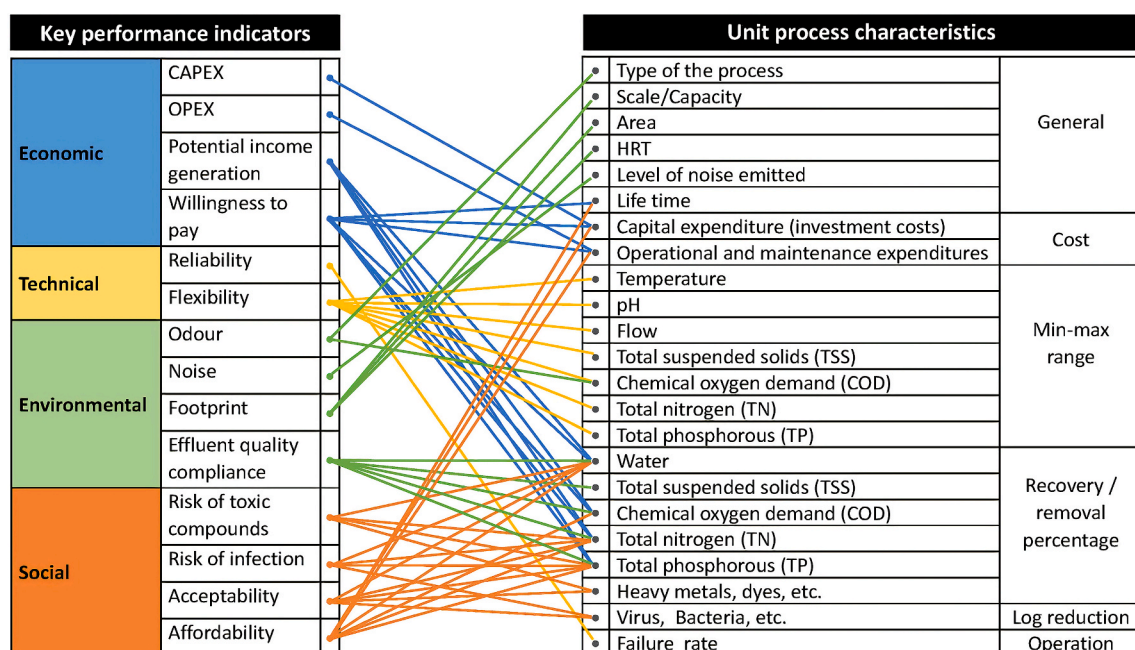 Key performance indicators
Economic
CAPEX
OPEX
Potential income
generation
Willingness to
pay
Technical
Reliability
Flexibility
Environmental
Odour
Noise
Footprint
Effluent quality
compliance
Social
Risk of toxic
compounds
Risk of infection
Acceptability
Affordability
Unit process characteristics
Type of the process
Scale/Capacity
Area
HRT
Level of noise emitted
Life time
General
Capital expenditure (investment costs)
Operational and maintenance expenditures
Cost
Temperature
pH
Flow
Total suspended solids (TSS)
Chemical oxygen demand (COD)
Total nitrogen (TN)
Total phosphorous (TP)
Min-max
range
Water
Total suspended solids (TSS)
Chemical oxygen demand (COD)
Total nitrogen (TN)
Total phosphorous (TP)
Heavy metals, dyes, etc.
Recovery /
removal
percentage
Virus, Bacteria, etc.
Log reduction
Failure rate
Operation